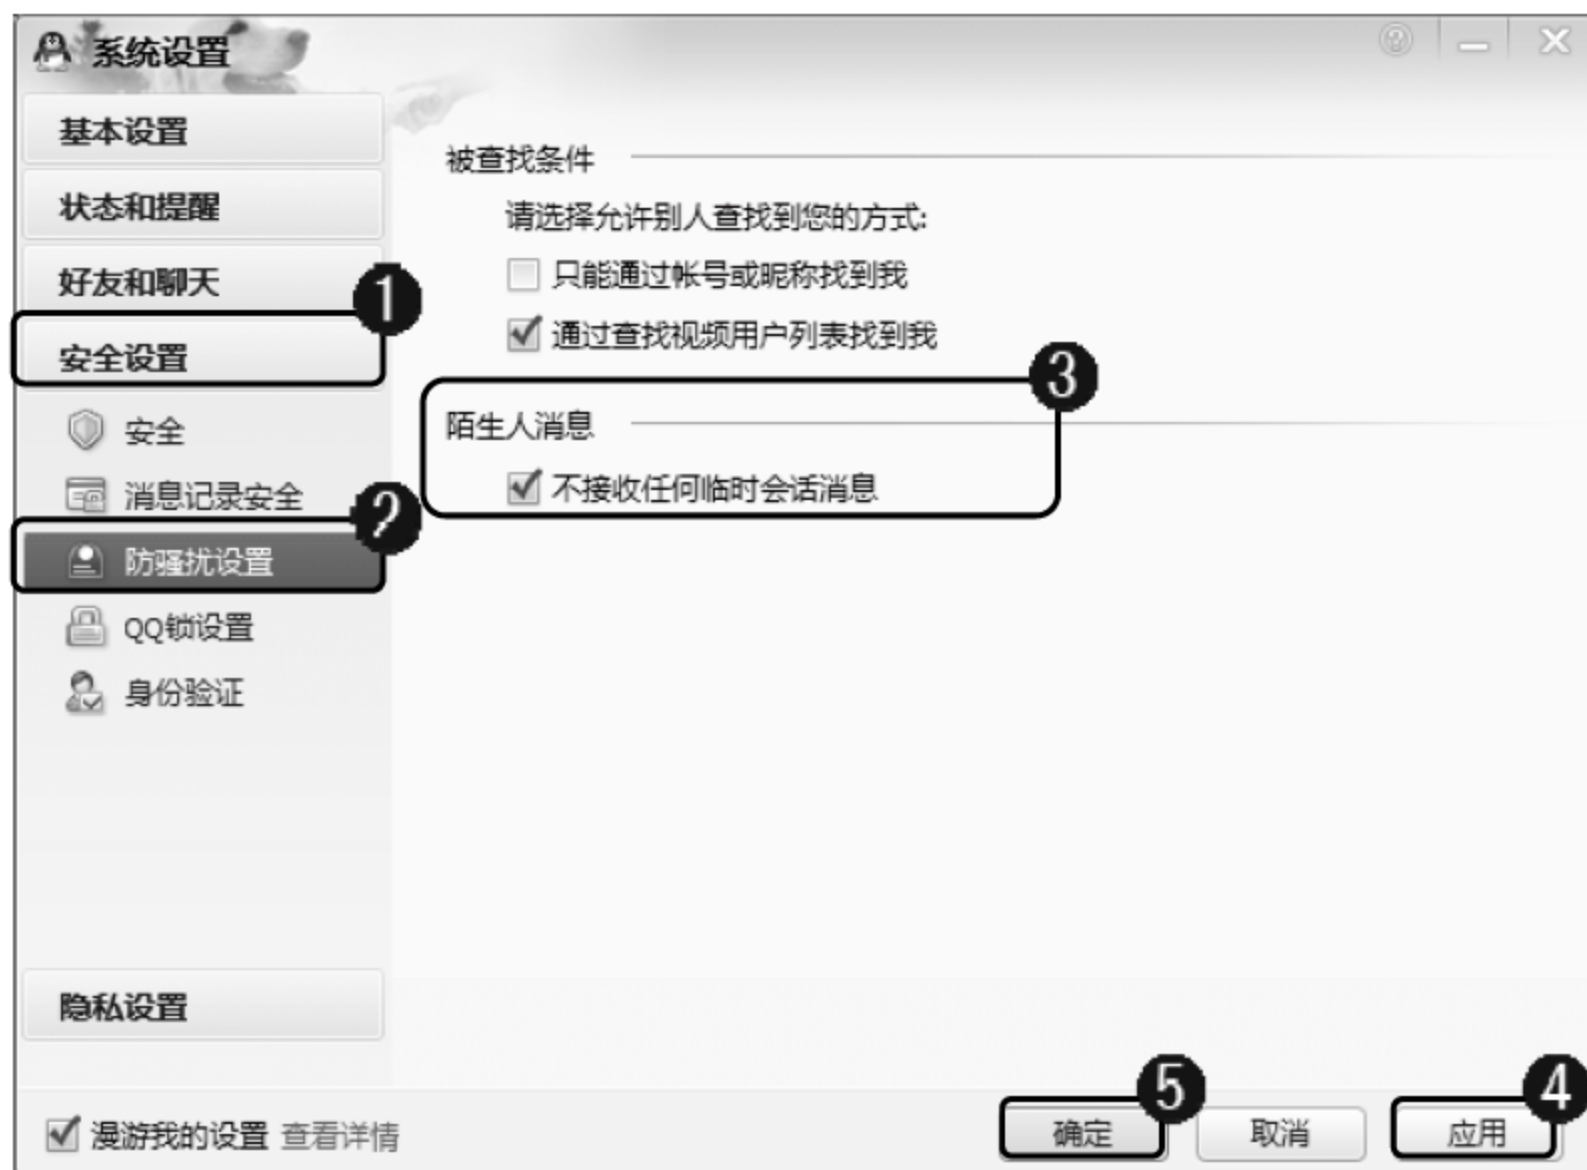 系统设置
基本设置
状态和提醒
好友和聊天
1
安全设置
安全
消息记录安全
2
防骚扰设置
QQ锁设置
身份验证
隐私设置
被查找条件
请选择允许别人查找到您的方式:
只能通过帐号或昵称找到我
通过查找视频用户列表找到我
3
陌生人消息
不接收任何临时会话消息
漫游我的设置 查看详情
确定 5 取消 应用 4